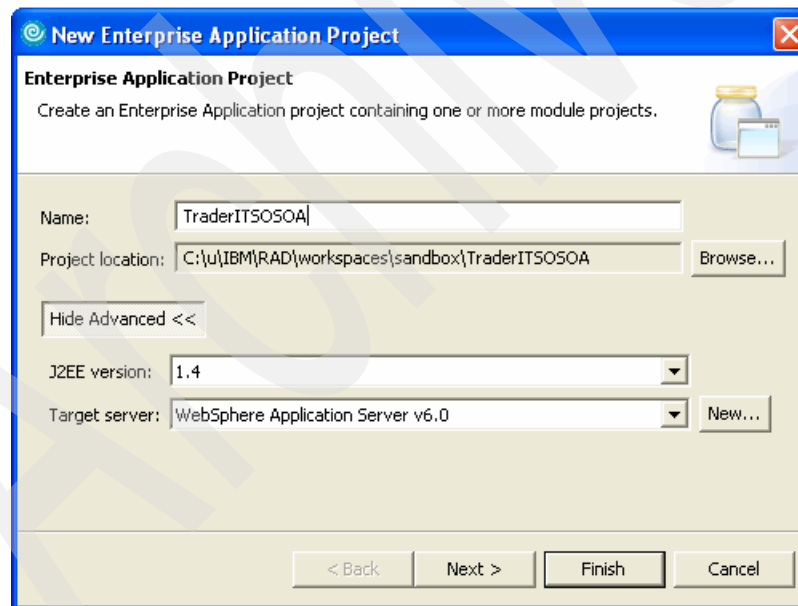 New Enterprise Application Project
Enterprise Application Project
Create an Enterprise Application project containing one or more module projects.
Name: TraderITSOSOA
Project location: C:\u\IBM\RAD\workspaces\sandbox\TraderITSOSOA Browse...
Hide Advanced <<
J2EE version: 1.4
Target server: WebSphere Application Server v6.0 New...
< Back Next > Finish Cancel